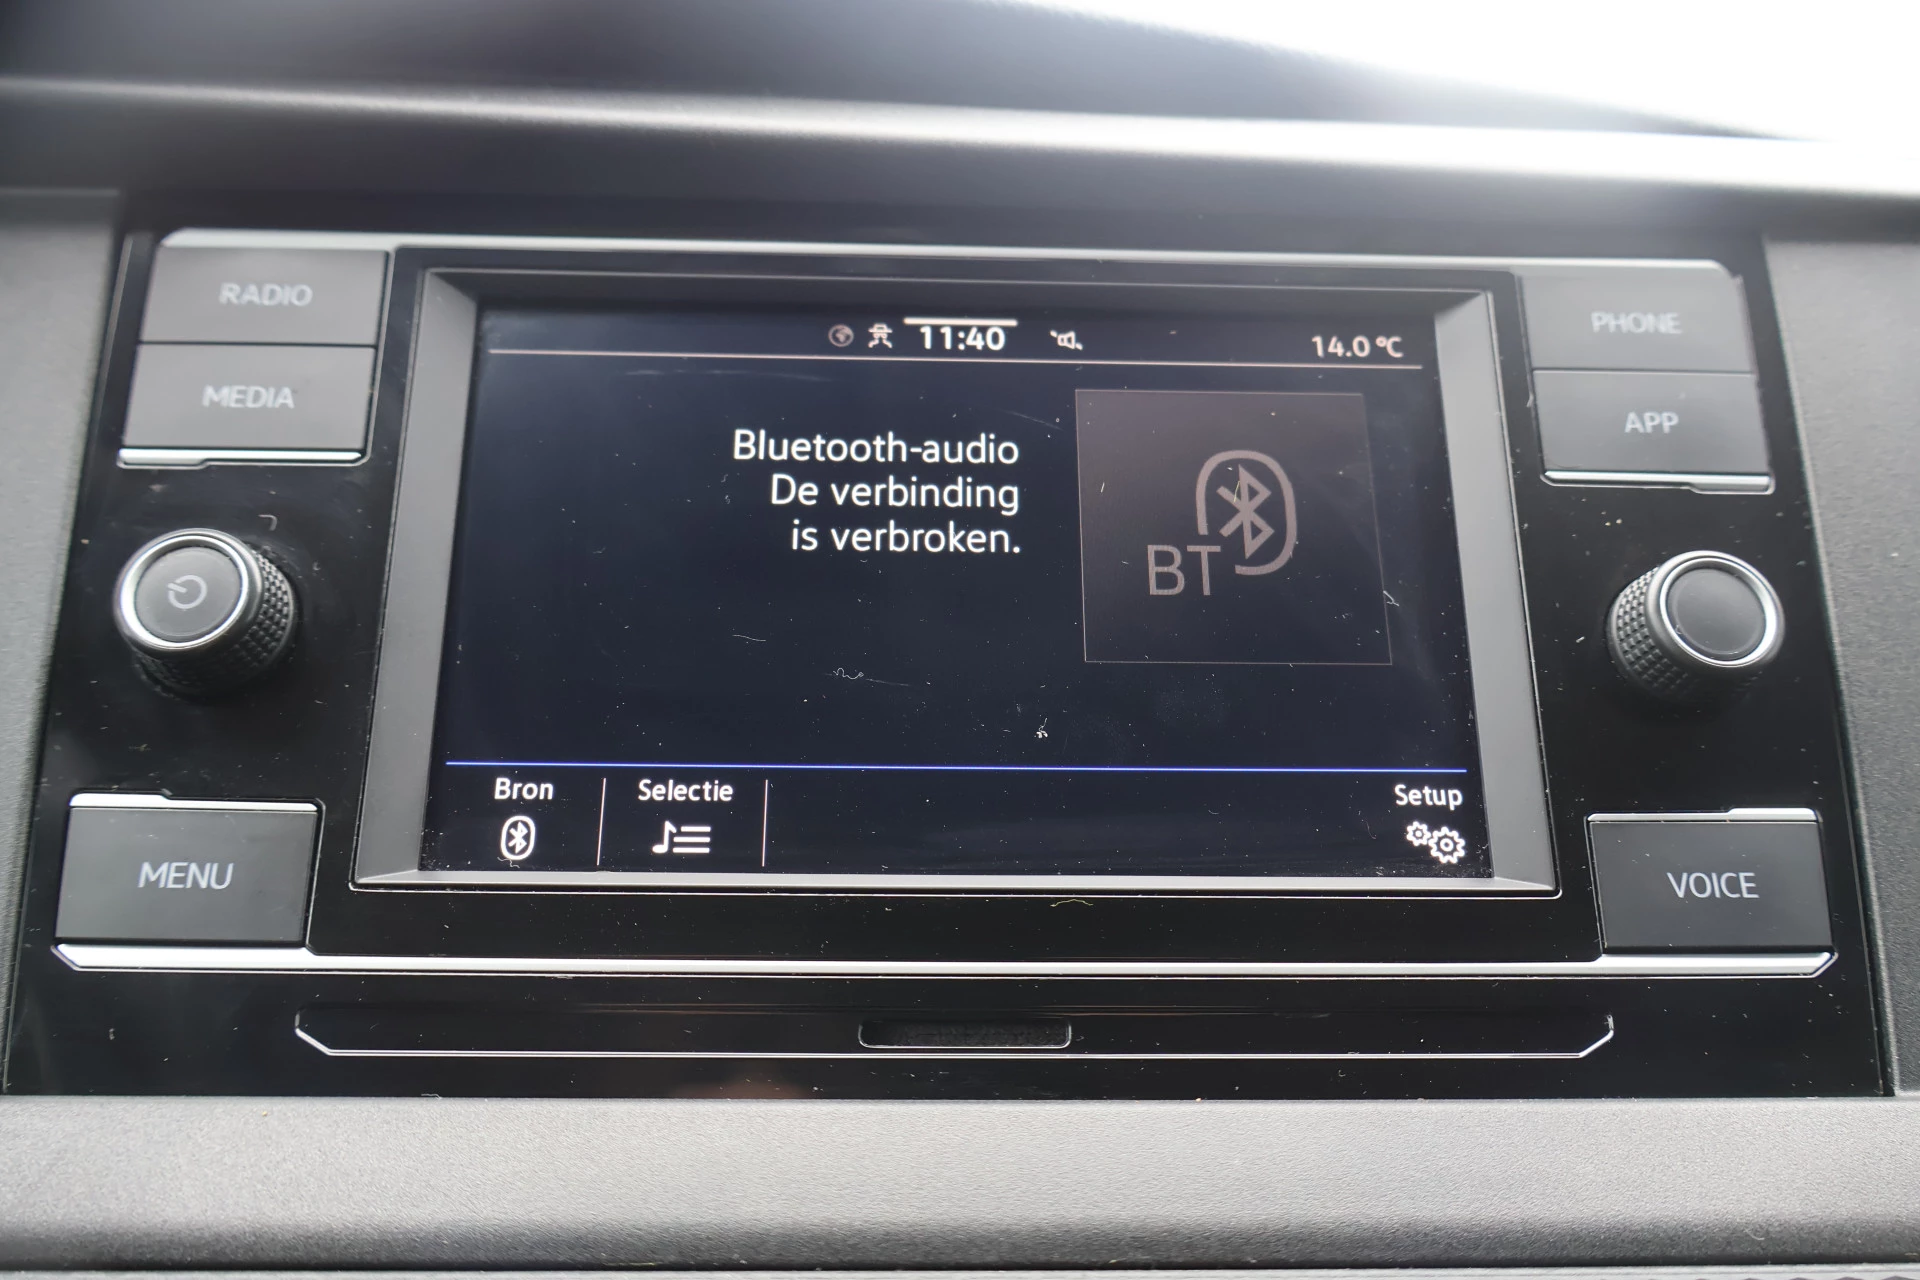 RADIO
MEDIA
PHONE
APP
11:40
14.0 °C
Bluetooth-audio
De verbinding
is verbroken.
BT
Bron
Selectie
Setup
MENU
VOICE